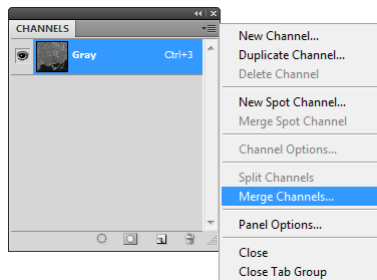 CHANNELS
Gray Ctrl+3
New Channel...
Duplicate Channel...
Delete Channel
New Spot Channel...
Merge Spot Channel
Channel Options...
Split Channels
Merge Channels...
Panel Options...
Close
Close Tab Group